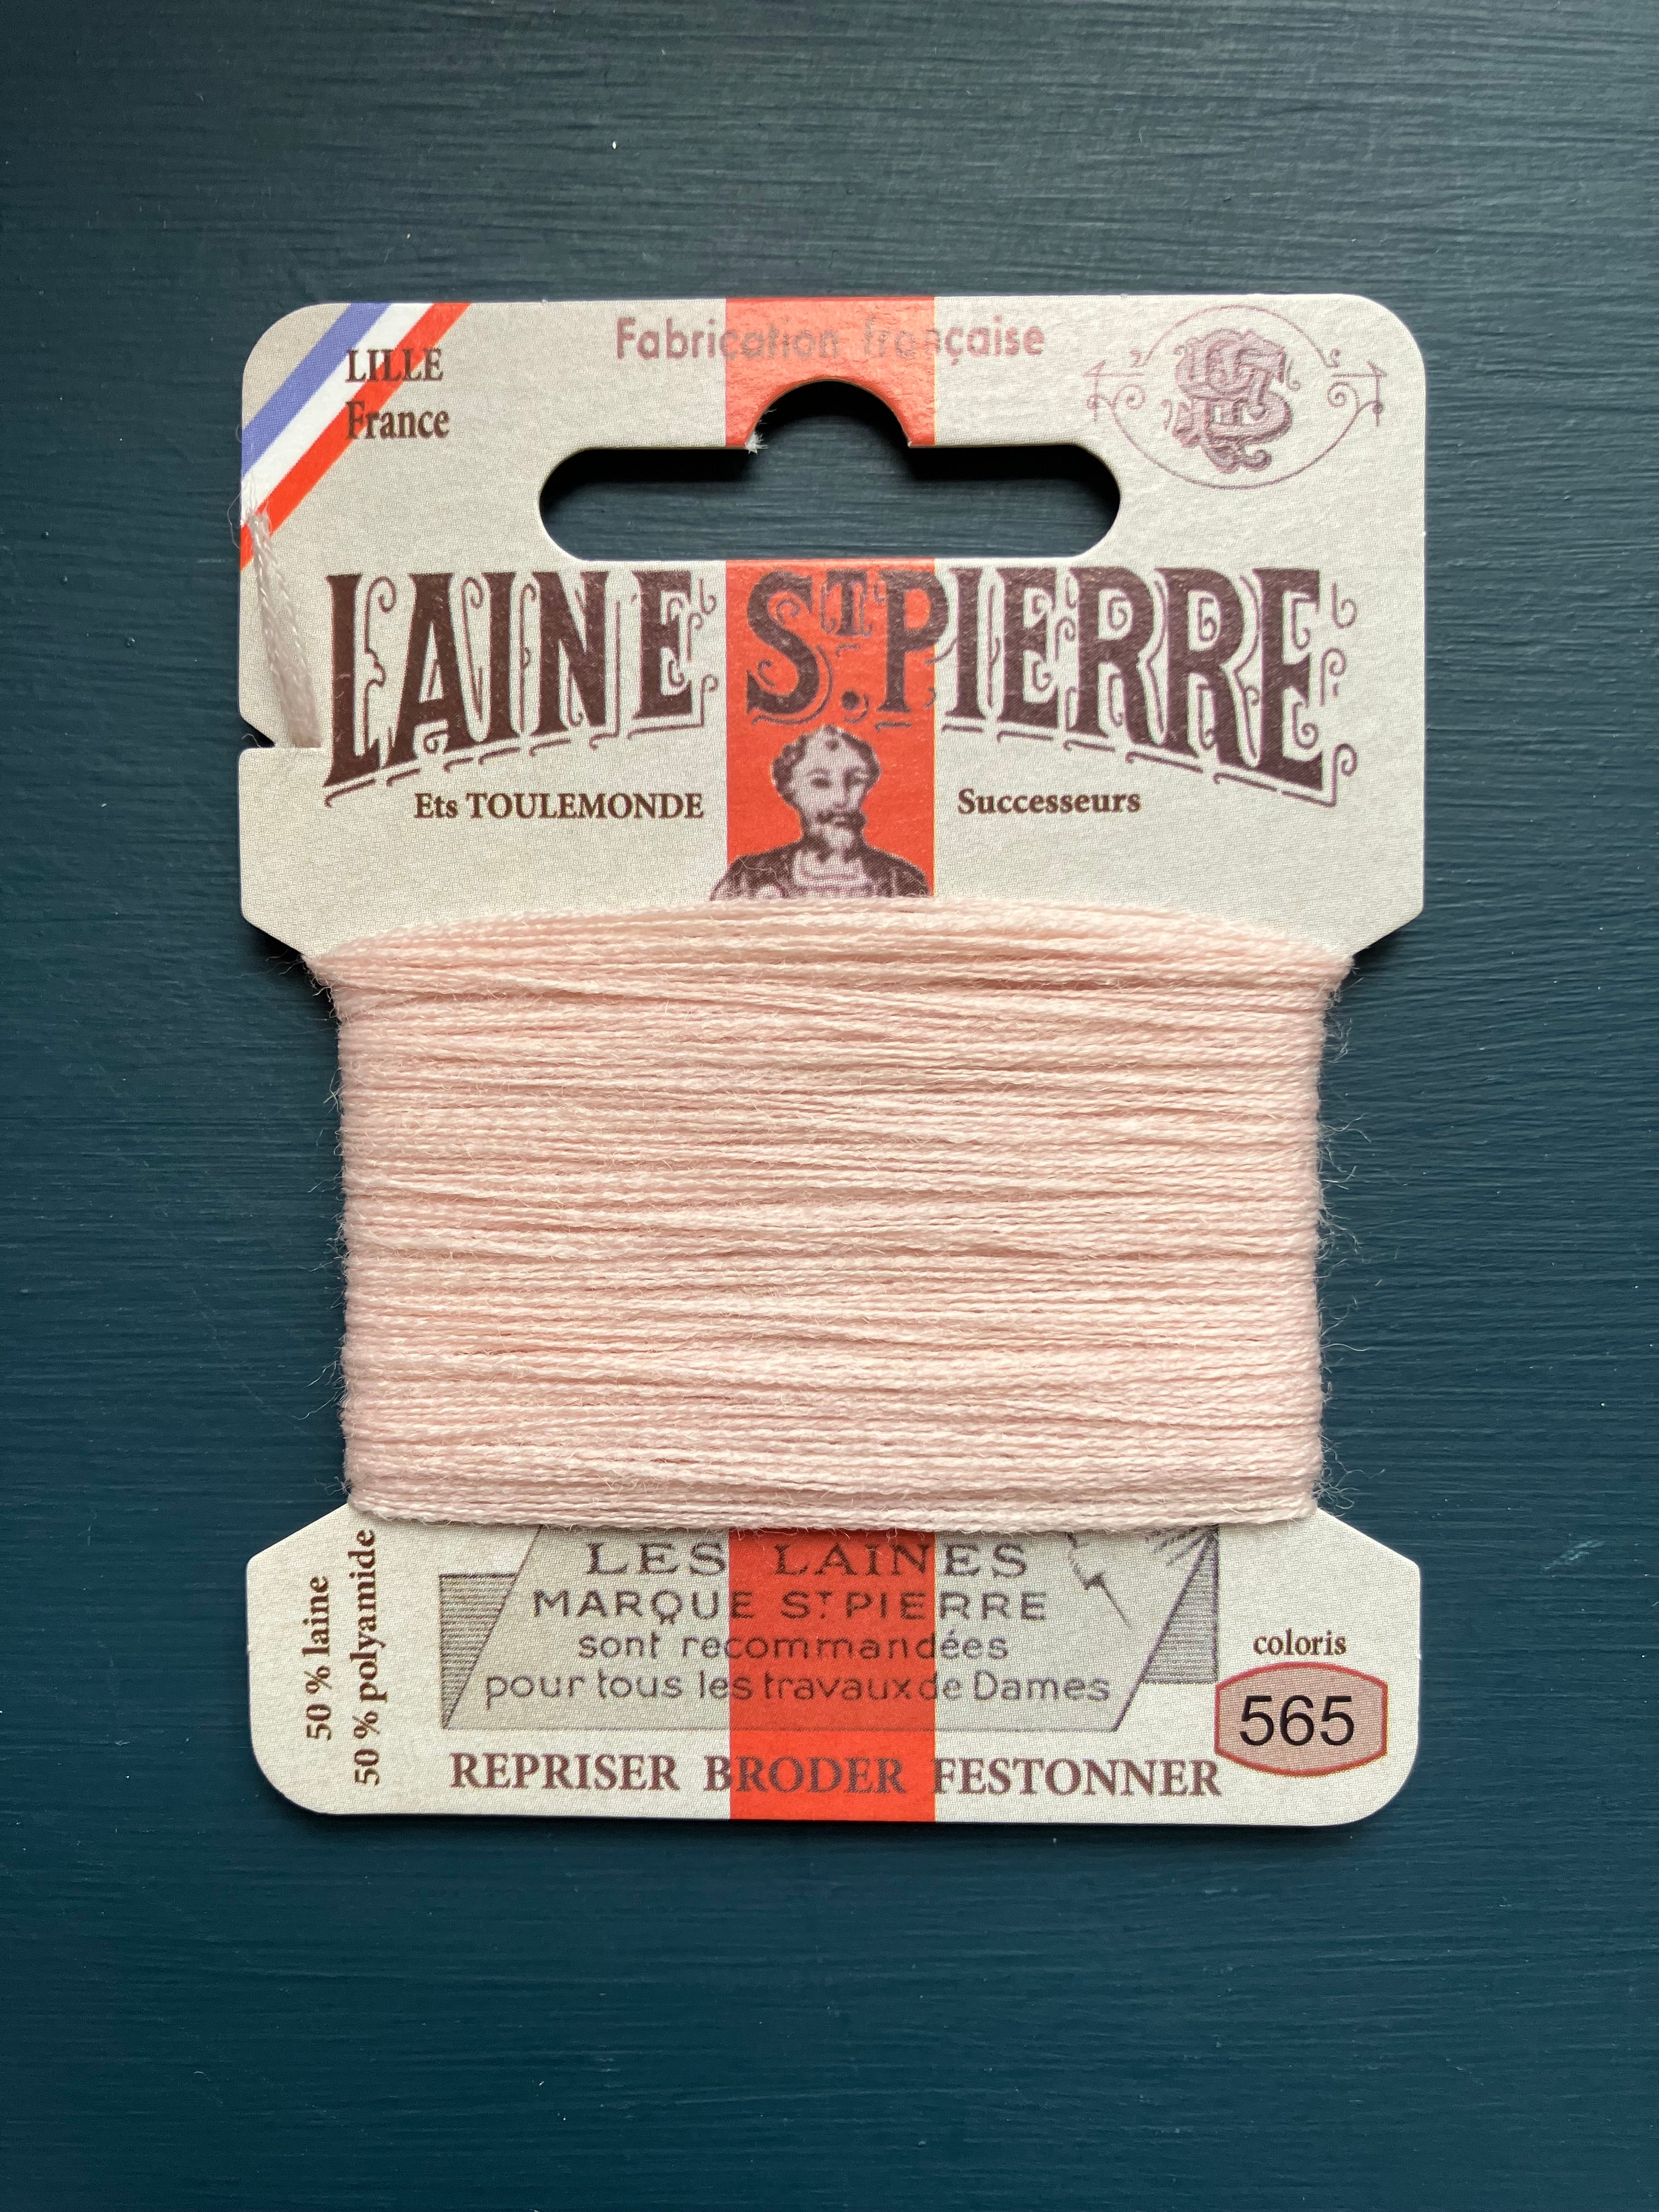 Fabrication française
LILLE
France
LAINE ST. PIERRE
Ets TOULEMONDE Successeurs
LES LAINES
MARQUE ST PIERRE
sont recommandées
pour tous les travaux de Dames
50 % laine
50 % polyamide
coloris
565
REPRISER BRODER FESTONNER